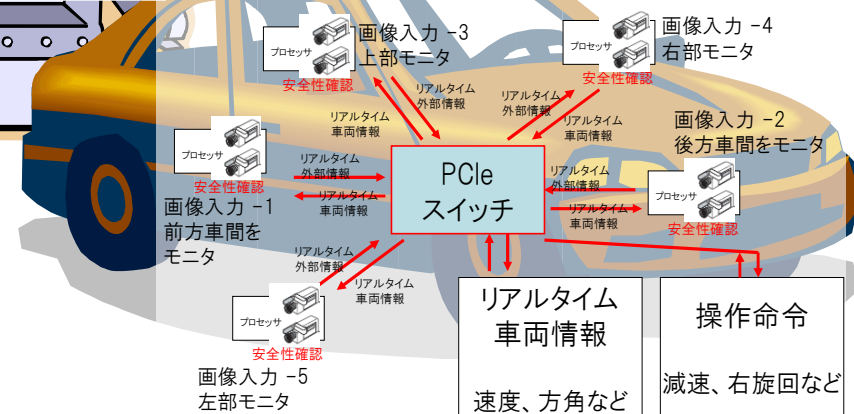 画像入力 -3
上部モニタ
プロセッサ
安全性確認
画像入力 -4
右部モニタ
プロセッサ
安全性確認
リアルタイム
外部情報
リアルタイム
車両情報
リアルタイム
外部情報
リアルタイム
車両情報
画像入力 -2
後方車間をモニタ
プロセッサ
安全性確認
リアルタイム
外部情報
リアルタイム
車両情報
プロセッサ
安全性確認
画像入力 -1
前方車間を
モニタ
リアルタイム
外部情報
リアルタイム
車両情報
PCIe
スイッチ
リアルタイム
外部情報
リアルタイム
車両情報
プロセッサ
安全性確認
画像入力 -5
左部モニタ
リアルタイム
車両情報
速度、方角など
操作命令
減速、右旋回など